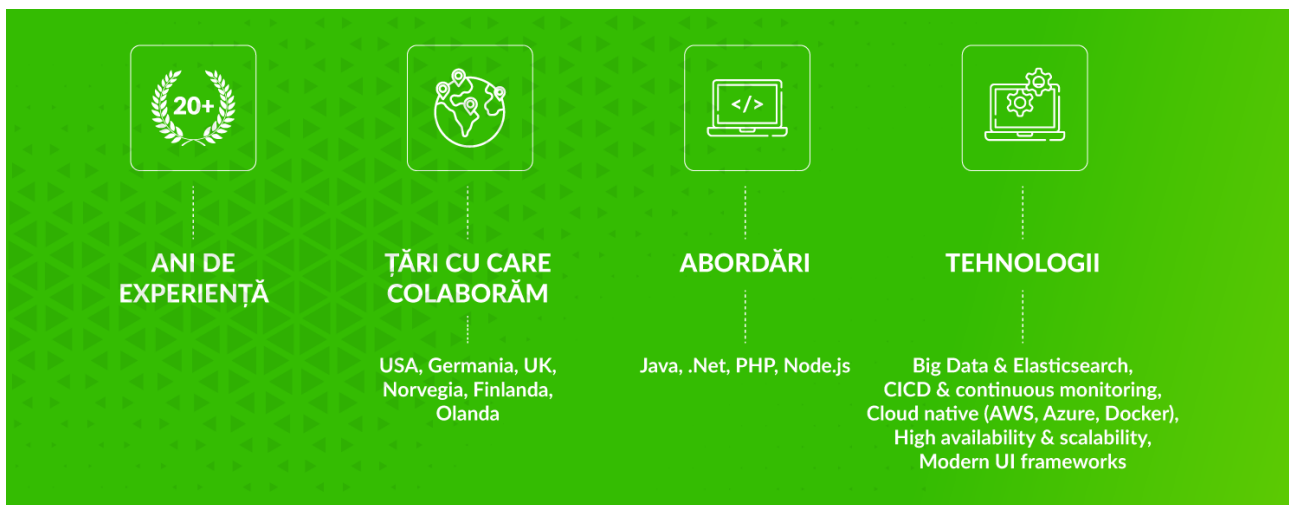 20+
ANI DE
EXPERIENȚĂ
</>
ȚĂRI CU CARE
COLABORĂM
USA, Germania, UK,
Norvegia, Finlanda,
Olanda
ABORDĂRI
Java, .Net, PHP, Node.js
TEHNOLOGII
Big Data & Elasticsearch,
CICD & continuous monitoring,
Cloud native (AWS, Azure, Docker),
High availability & scalability,
Modern UI frameworks